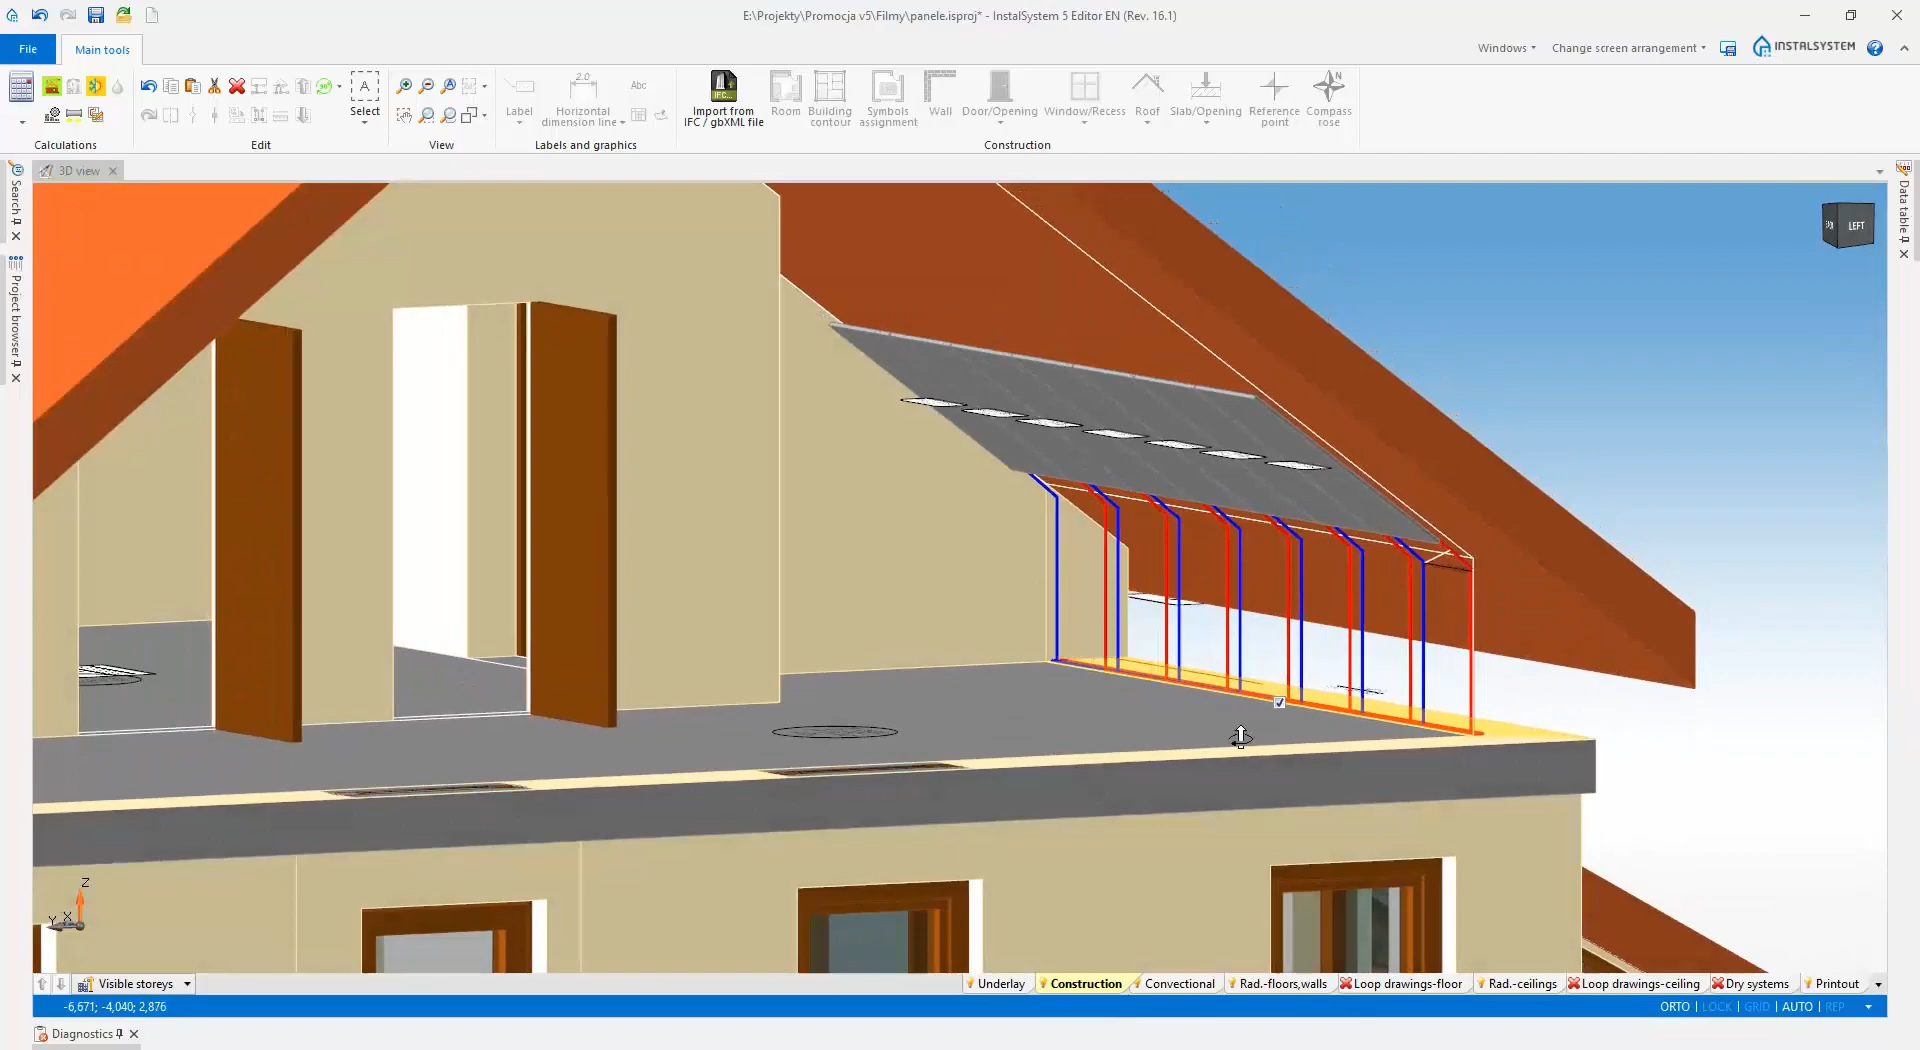 E:\Projekty\Promocja v5\Filmy\panele.isproj* - InstalSystem 5 Editor EN (Rev. 16.1)
File
Main tools
Windows
Change screen arrangement
INSTALSYSTEM
Calculations
A
Select
Edit
View
Label
2.0
Horizontal
dimension line
Abc
Labels and graphics
IFC...
Import from
IFC / gbXML file
Room
Building
contour
Symbols
assignment
Wall
Door/Opening
Window/Recess
Roof
Slab/Opening
Reference
point
N
Compass
rose
Construction
3D view
Search
Project browser
Data table
LEFT
Z
Y
X
Visible storeys
Underlay
Construction
Convectional
Rad.-floors,walls
Loop drawings-floor
Rad.-ceilings
Loop drawings-ceiling
Dry systems
Printout
-6,671; -4,040; 2,876
ORTO | LOCK | GRID | AUTO | REP
Diagnostics